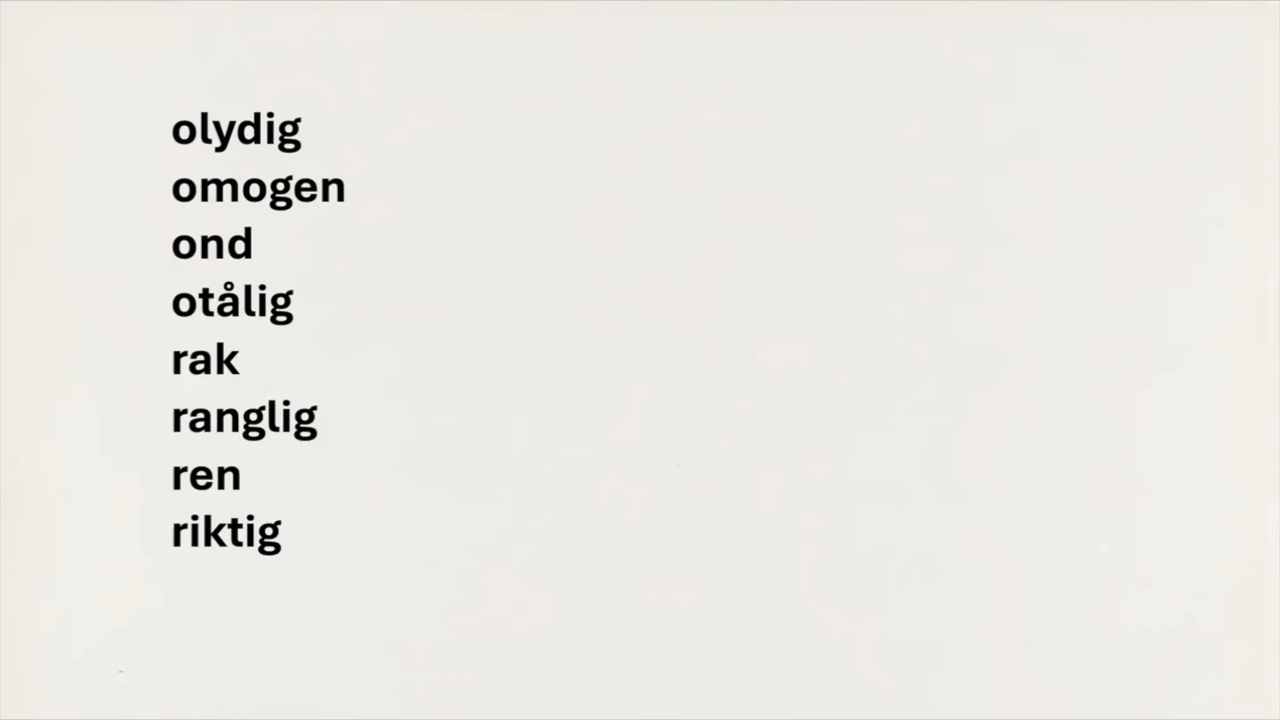 olydig
omogen
ond
otålig
rak
ranglig
ren
riktig